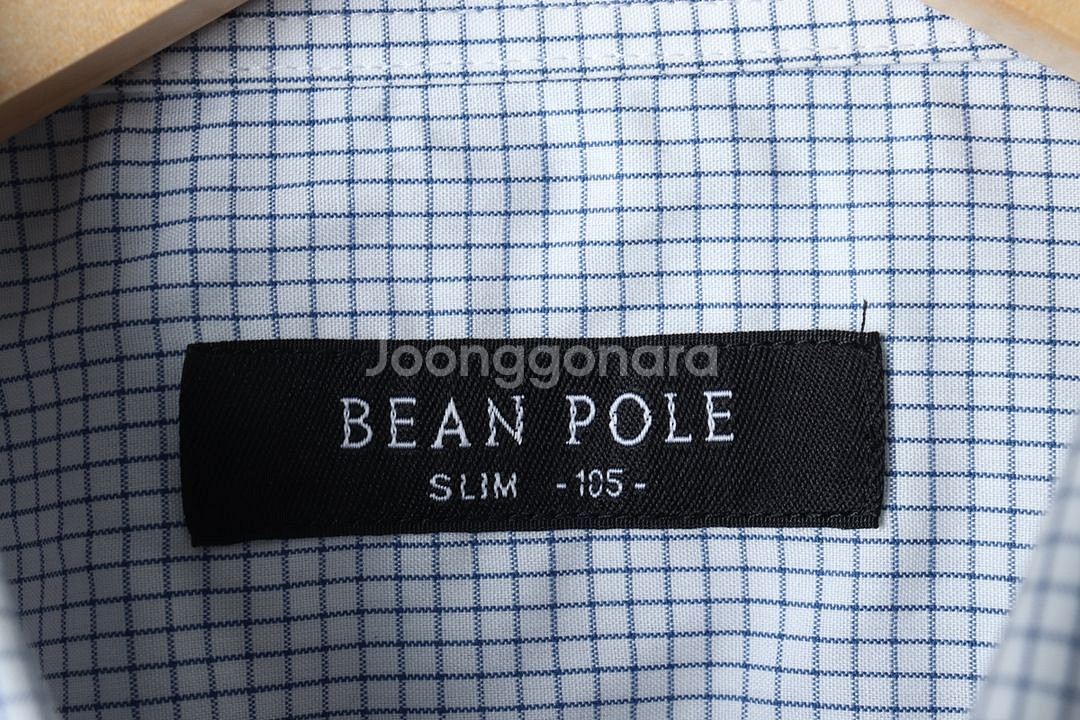 Joonggonara
BEAN POLE
SLIM -105-